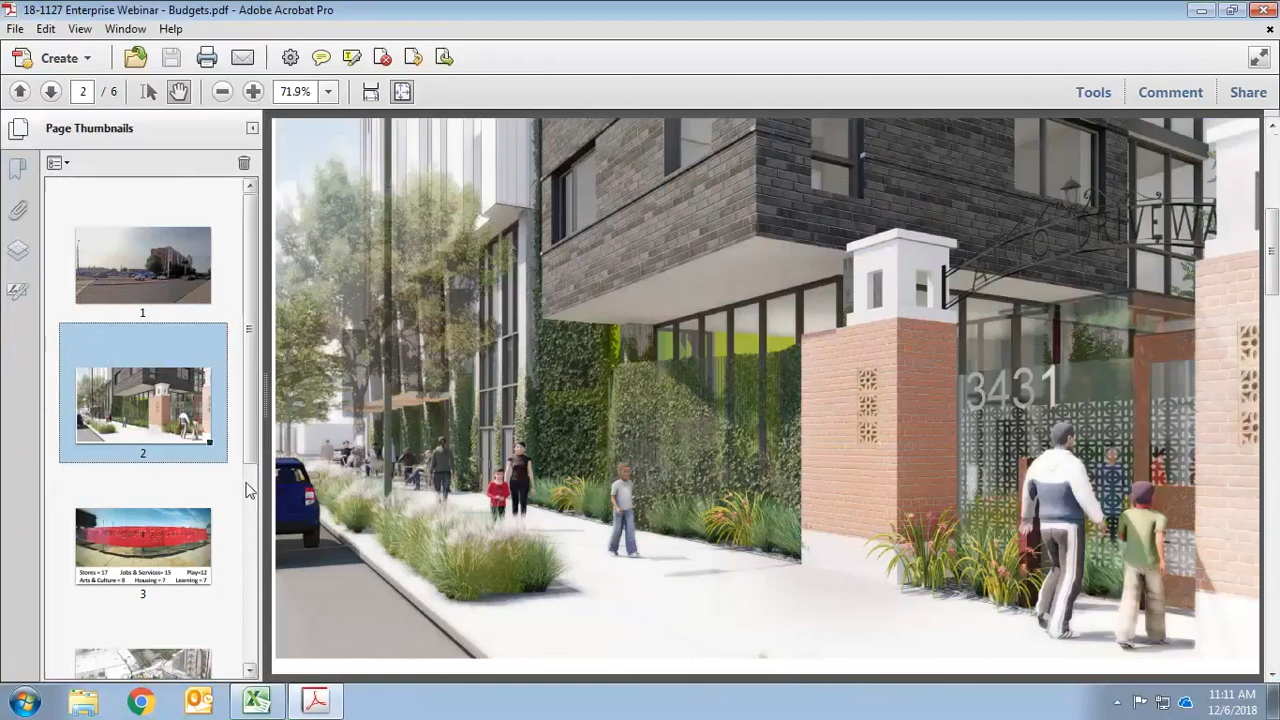 18-1127 Enterprise Webinar - Budgets.pdf - Adobe Acrobat Pro
File Edit View Window Help
Create
2 / 6 71.9% Tools Comment Share
Page Thumbnails
1
2
Stores = 17 Jobs & Services= 15 Play=12
Arts & Culture = 8 Housing = 7 Learning = 7
3
3431
11:11 AM
12/6/2018